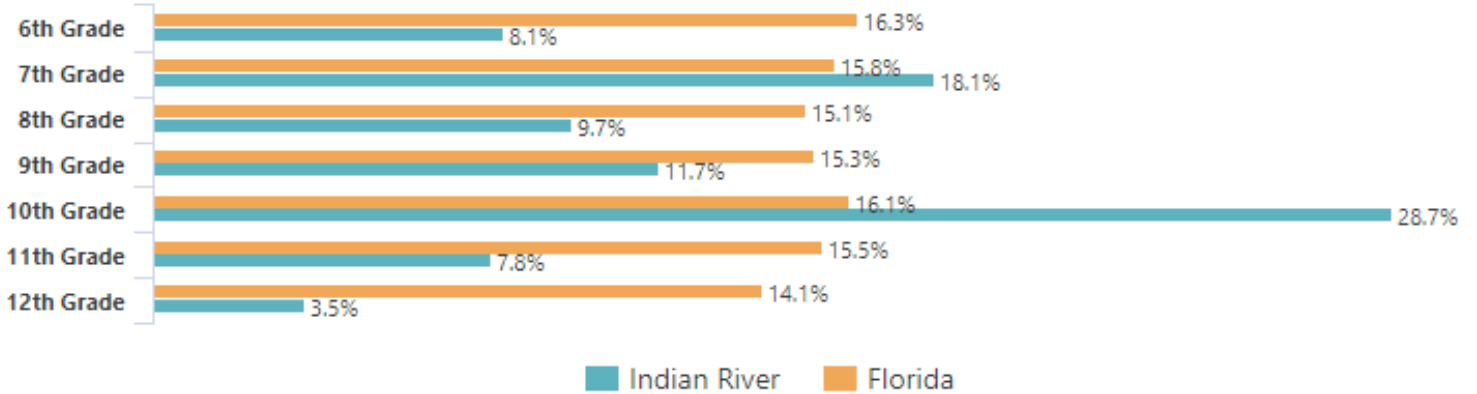 6th Grade
16.3%
8.1%
7th Grade
15.8%
18.1%
8th Grade
15.1%
9.7%
9th Grade
15.3%
11.7%
10th Grade
16.1%
28.7%
11th Grade
15.5%
7.8%
12th Grade
14.1%
3.5%
Indian River Florida